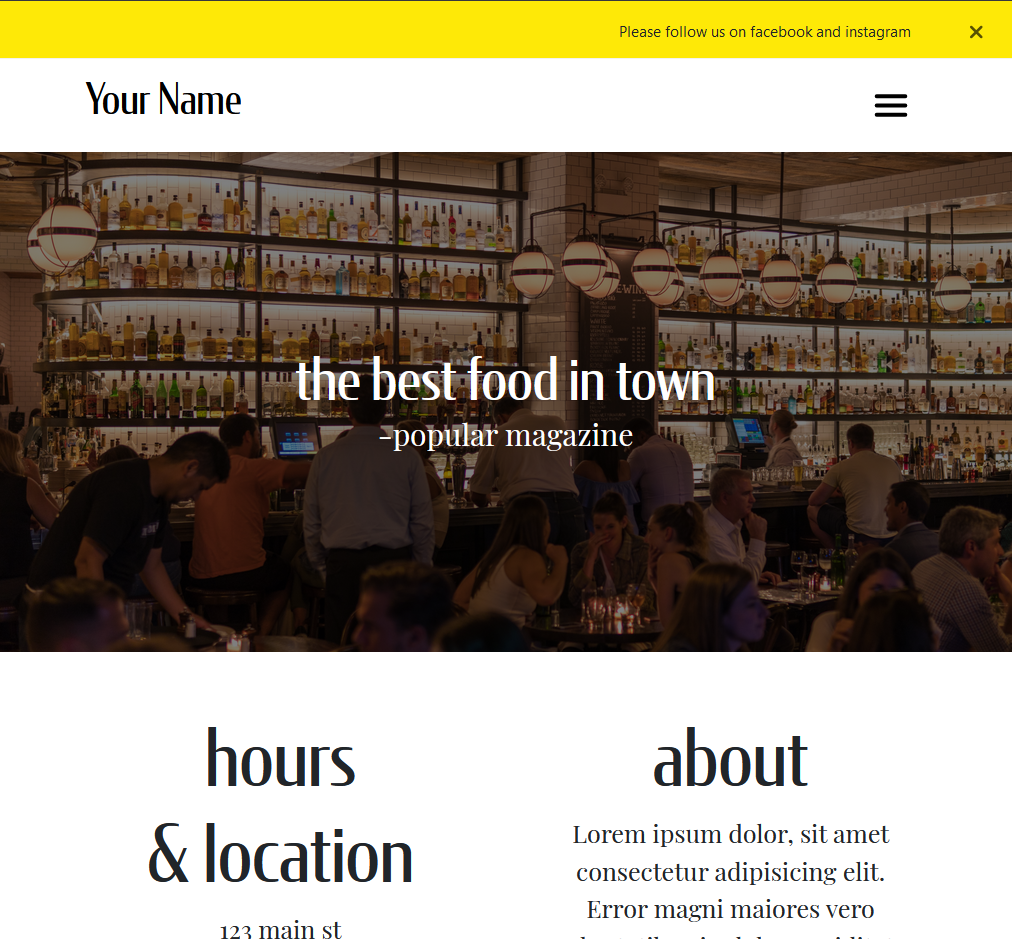 Please follow us on facebook and instagram
Your Name
the best food in town
-popular magazine
hours
& location
123 main st
about
Lorem ipsum dolor, sit amet
consectetur adipisicing elit.
Error magni maiores vero